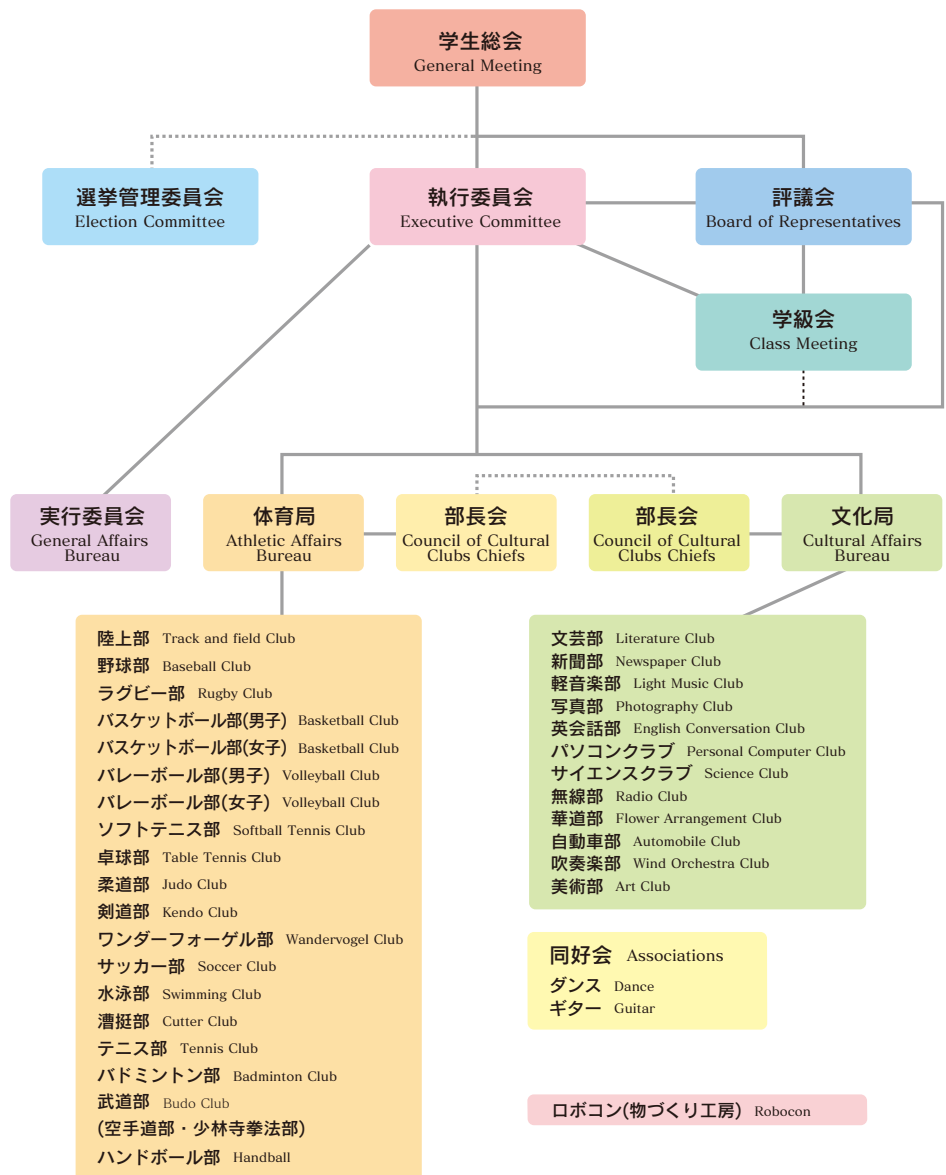 学生総会
General Meeting
選挙管理委員会
Election Committee
執行委員会
Executive Committee
評議会
Board of Representatives
学級会
Class Meeting
実行委員会
General Affairs
Bureau
体育局
Athletic Affairs
Bureau
部長会
Council of Cultural
Clubs Chiefs
部長会
Council of Cultural
Clubs Chiefs
文化局
Cultural Affairs
Bureau
陸上部 Track and field Club
野球部 Baseball Club
ラグビー部 Rugby Club
バスケットボール部(男子) Basketball Club
バスケットボール部(女子) Basketball Club
バレーボール部(男子) Volleyball Club
バレーボール部(女子) Volleyball Club
ソフトテニス部 Softball Tennis Club
卓球部 Table Tennis Club
柔道部 Judo Club
剣道部 Kendo Club
ワンダーフォーゲル部 Wandervogel Club
サッカー部 Soccer Club
水泳部 Swimming Club
漕挺部 Cutter Club
テニス部 Tennis Club
バドミントン部 Badminton Club
武道部 Budo Club
(空手道部・少林寺拳法部)
ハンドボール部 Handball
文芸部 Literature Club
新聞部 Newspaper Club
軽音楽部 Light Music Club
写真部 Photography Club
英会話部 English Conversation Club
パソコンクラブ Personal Computer Club
サイエンスクラブ Science Club
無線部 Radio Club
華道部 Flower Arrangement Club
自動車部 Automobile Club
吹奏楽部 Wind Orchestra Club
美術部 Art Club
同好会 Associations
ダンス Dance
ギター Guitar
ロボコン(物づくり工房) Robocon